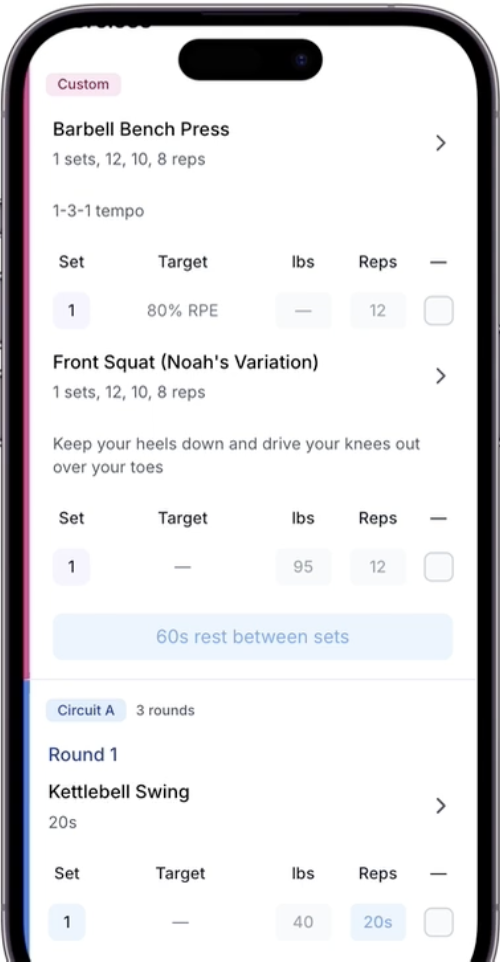 Custom
Barbell Bench Press
1 sets, 12, 10, 8 reps
1-3-1 tempo
Set Target lbs Reps —
1 80% RPE — 12
Front Squat (Noah's Variation)
1 sets, 12, 10, 8 reps
Keep your heels down and drive your knees out
over your toes
Set Target lbs Reps —
1 — 95 12
60s rest between sets
Circuit A 3 rounds
Round 1
Kettlebell Swing
20s
Set Target lbs Reps —
1 — 40 20s